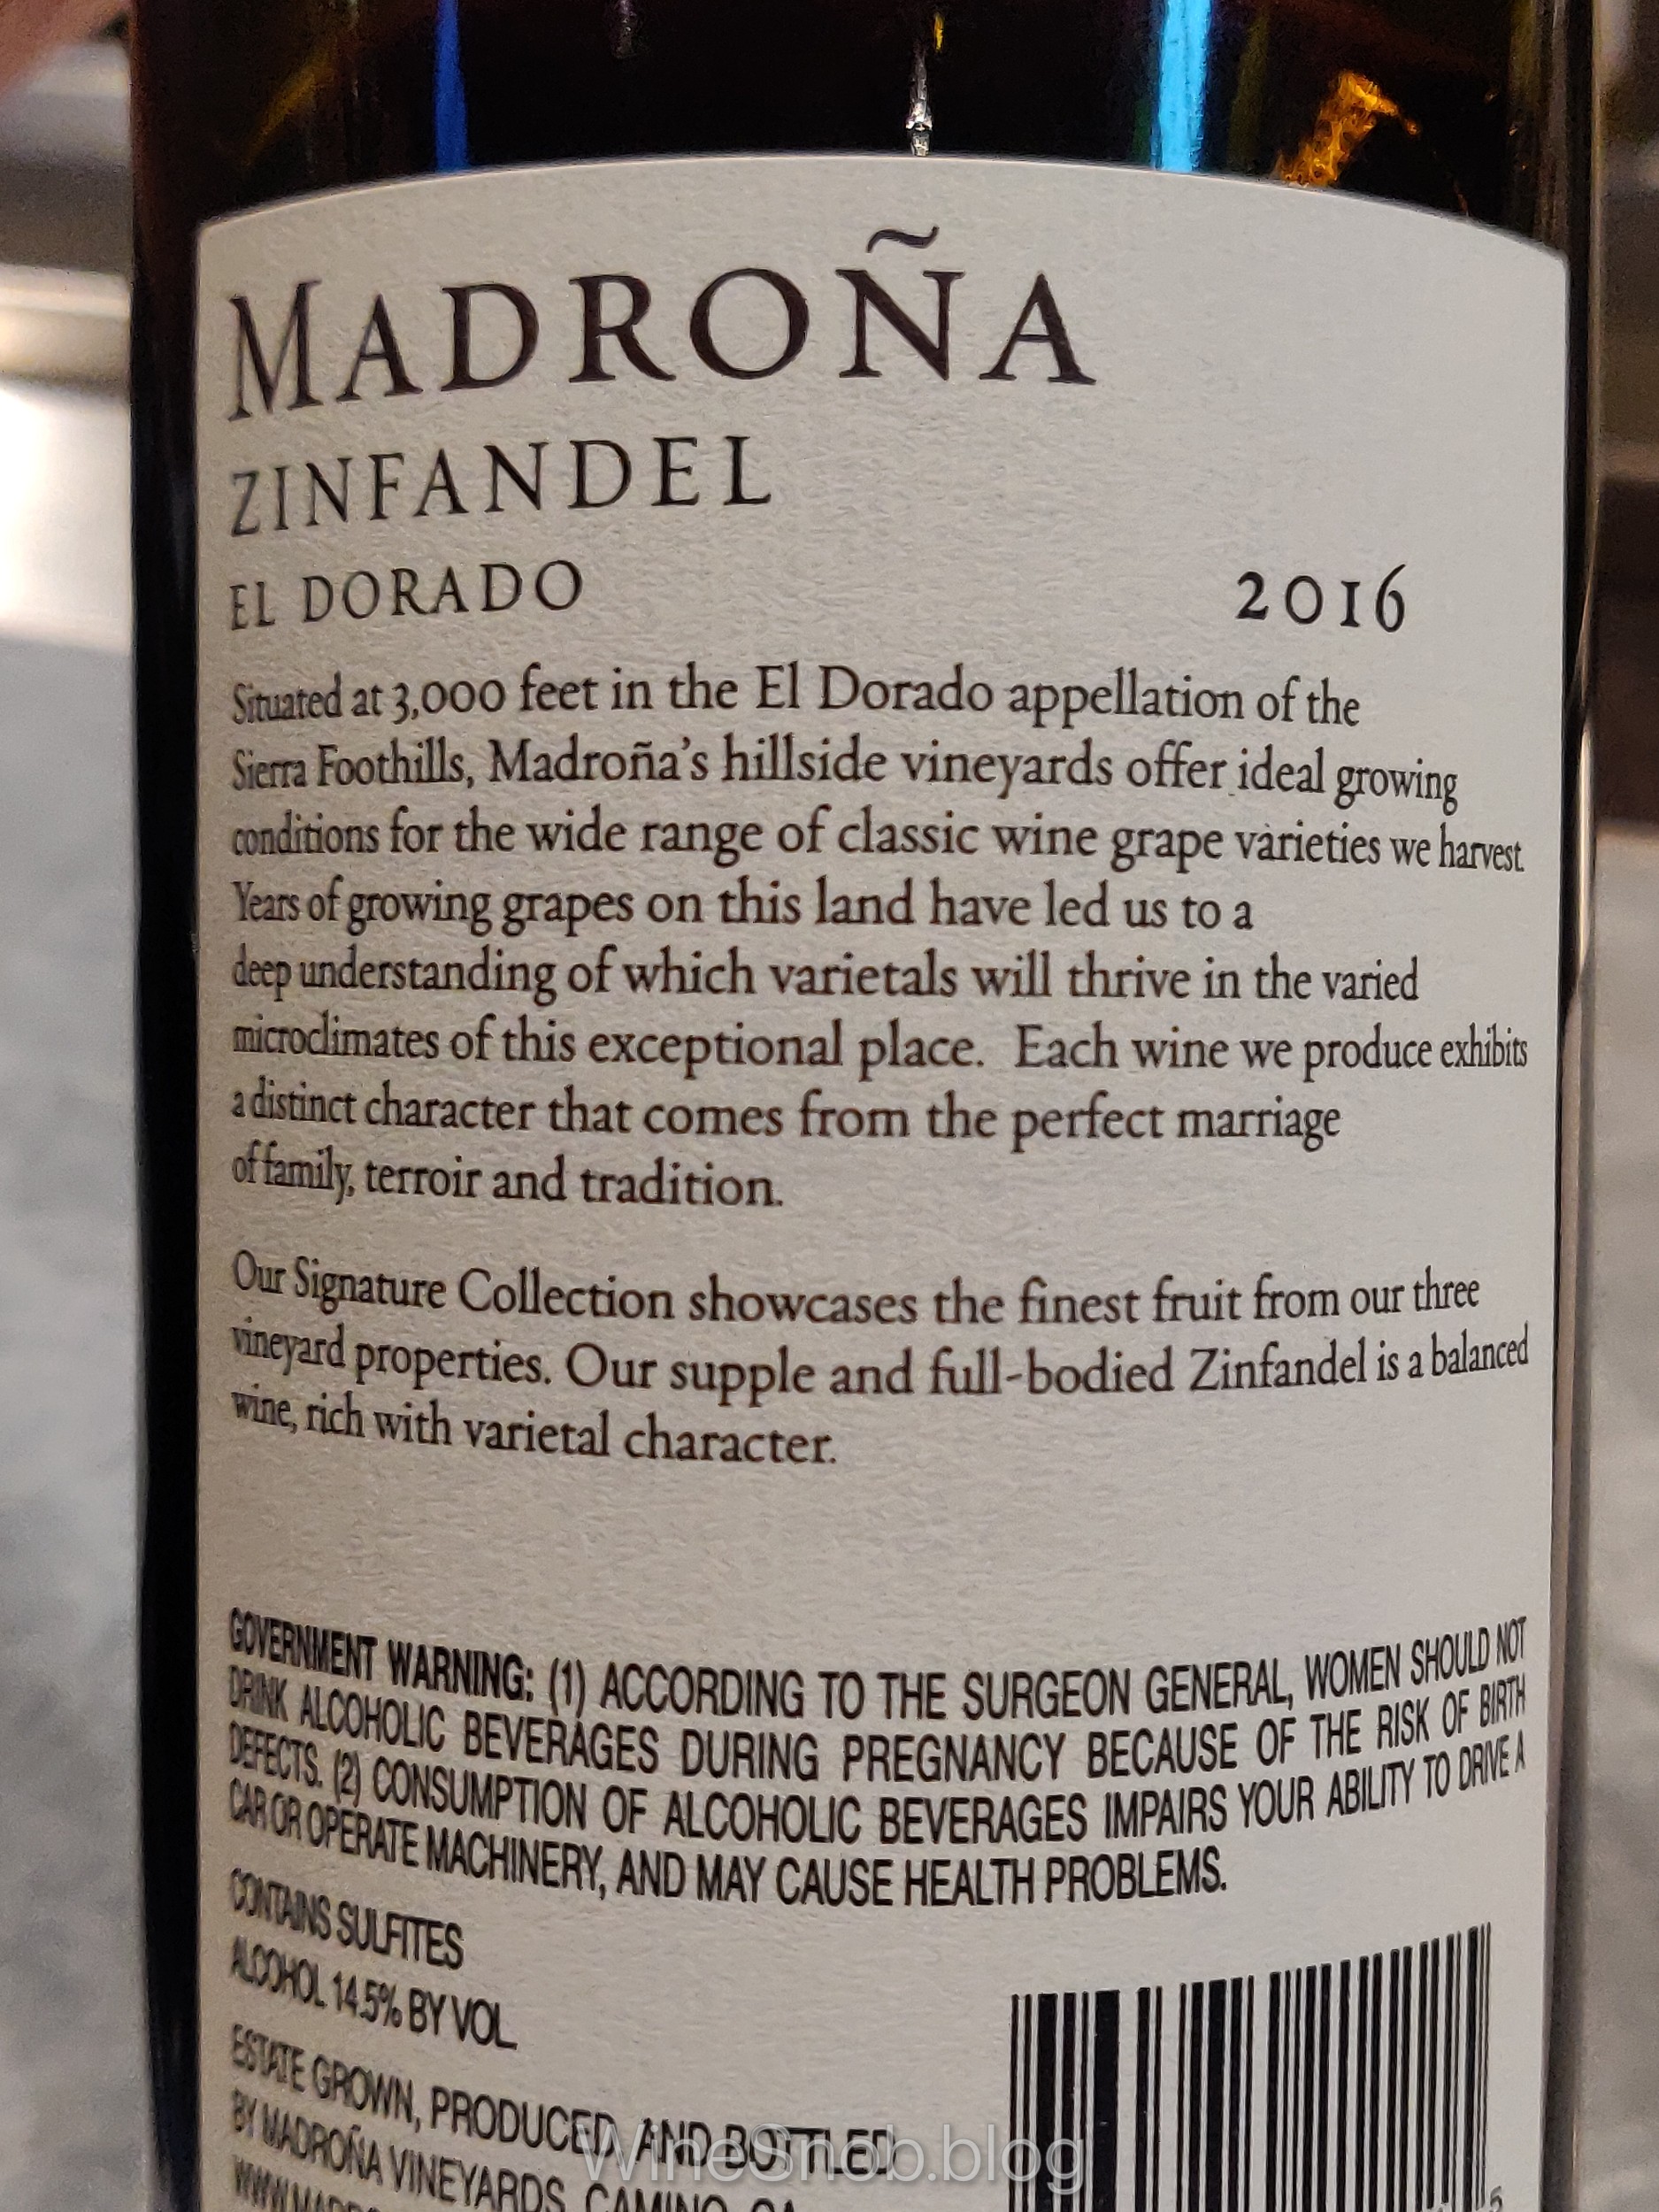 MADROÑA
ZINFANDEL
EL DORADO
2016
Situated at 3,000 feet in the El Dorado appellation of the
Sierra Foothills, Madroña's hillside vineyards offer ideal growing
conditions for the wide range of classic wine grape varieties we harvest.
Years of growing grapes on this land have led us to a
deep understanding of which varietals will thrive in the varied
microclimates of this exceptional place. Each wine we produce exhibits
a distinct character that comes from the perfect marriage
of family, terroir and tradition.
Our Signature Collection showcases the finest fruit from our three
vineyard properties. Our supple and full-bodied Zinfandel is a balanced
wine, rich with varietal character.
GOVERNMENT WARNING: (1) ACCORDING TO THE SURGEON GENERAL, WOMEN SHOULD NOT
DRINK ALCOHOLIC BEVERAGES DURING PREGNANCY BECAUSE OF THE RISK OF BIRTH
DEFECTS. (2) CONSUMPTION OF ALCOHOLIC BEVERAGES IMPAIRS YOUR ABILITY TO DRIVE A
CAR OR OPERATE MACHINERY, AND MAY CAUSE HEALTH PROBLEMS.
CONTAINS SULFITES
ALCOHOL 14.5% BY VOL
ESTATE GROWN, PRODUCED AND BOTTLED
BY MADROÑA VINEYARDS, CAMINO, CA
WineSnob.blog
5